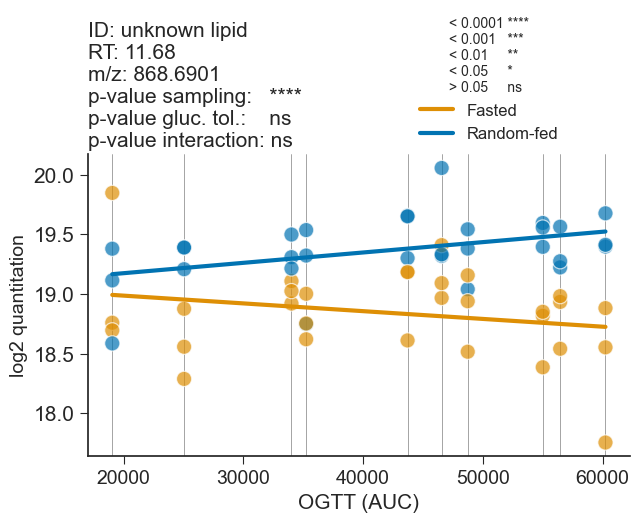 ID: unknown lipid
RT: 11.68
m/z: 868.6901
p-value sampling: ****
p-value gluc. tol.: ns
p-value interaction: ns
< 0.0001 ****
< 0.001 ***
< 0.01 **
< 0.05 *
> 0.05 ns
Fasted
Random-fed
log2 quantitation
20.0
19.5
19.0
18.5
18.0
20000 30000 40000 50000 60000
OGTT (AUC)